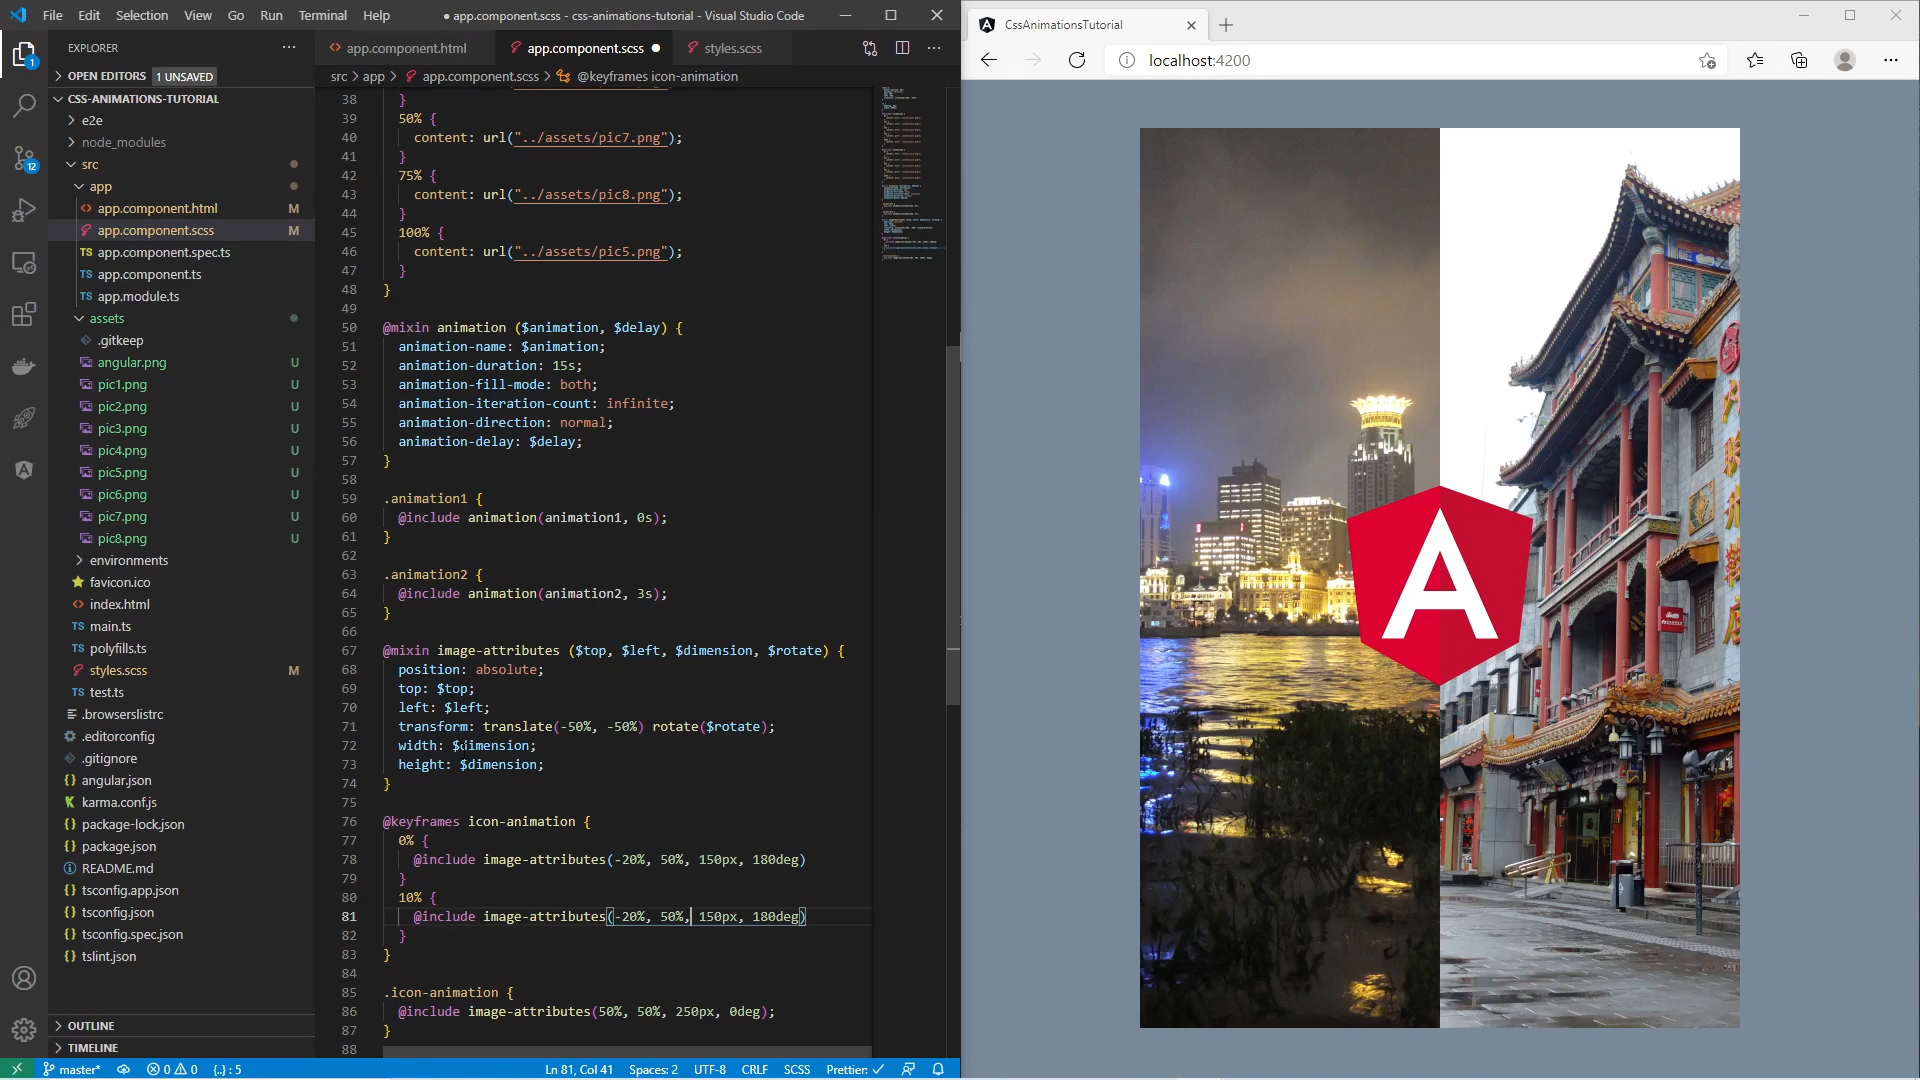 File Edit Selection View Go Run Terminal Help
● app.component.scss - css-animations-tutorial - Visual Studio Code
EXPLORER
OPEN EDITORS 1 UNSAVED
CSS-ANIMATIONS-TUTORIAL
e2e
node_modules
src
app
app.component.html M
app.component.scss M
app.component.spec.ts
app.component.ts
app.module.ts
assets
.gitkeep
angular.png U
pic1.png U
pic2.png U
pic3.png U
pic4.png U
pic5.png U
pic6.png U
pic7.png U
pic8.png U
environments
favicon.ico
index.html
main.ts
polyfills.ts
styles.scss M
test.ts
.browserslistrc
.editorconfig
.gitignore
angular.json
karma.conf.js
package-lock.json
package.json
README.md
tsconfig.app.json
tsconfig.json
tsconfig.spec.json
tslint.json
OUTLINE
TIMELINE
app.component.html app.component.scss ● styles.scss
src > app > app.component.scss > @keyframes icon-animation
38 }
39 50% {
40 content: url("../assets/pic7.png");
41 }
42 75% {
43 content: url("../assets/pic8.png");
44 }
45 100% {
46 content: url("../assets/pic5.png");
47 }
48 }
49
50 @mixin animation ($animation, $delay) {
51 animation-name: $animation;
52 animation-duration: 15s;
53 animation-fill-mode: both;
54 animation-iteration-count: infinite;
55 animation-direction: normal;
56 animation-delay: $delay;
57 }
58
59 .animation1 {
60 @include animation(animation1, 0s);
61 }
62
63 .animation2 {
64 @include animation(animation2, 3s);
65 }
66
67 @mixin image-attributes ($top, $left, $dimension, $rotate) {
68 position: absolute;
69 top: $top;
70 left: $left;
71 transform: translate(-50%, -50%) rotate($rotate);
72 width: $dimension;
73 height: $dimension;
74 }
75
76 @keyframes icon-animation {
77 0% {
78 @include image-attributes(-20%, 50%, 150px, 180deg)
79 }
80 10% {
81 @include image-attributes(-20%, 50%, 150px, 180deg)
82 }
83 }
84
85 .icon-animation {
86 @include image-attributes(50%, 50%, 250px, 0deg);
87 }
88
master* 0 0 {..} : 5 Ln 81, Col 41 Spaces: 2 UTF-8 CRLF SCSS Prettier: ✓
1
12
CssAnimationsTutorial
localhost:4200
A